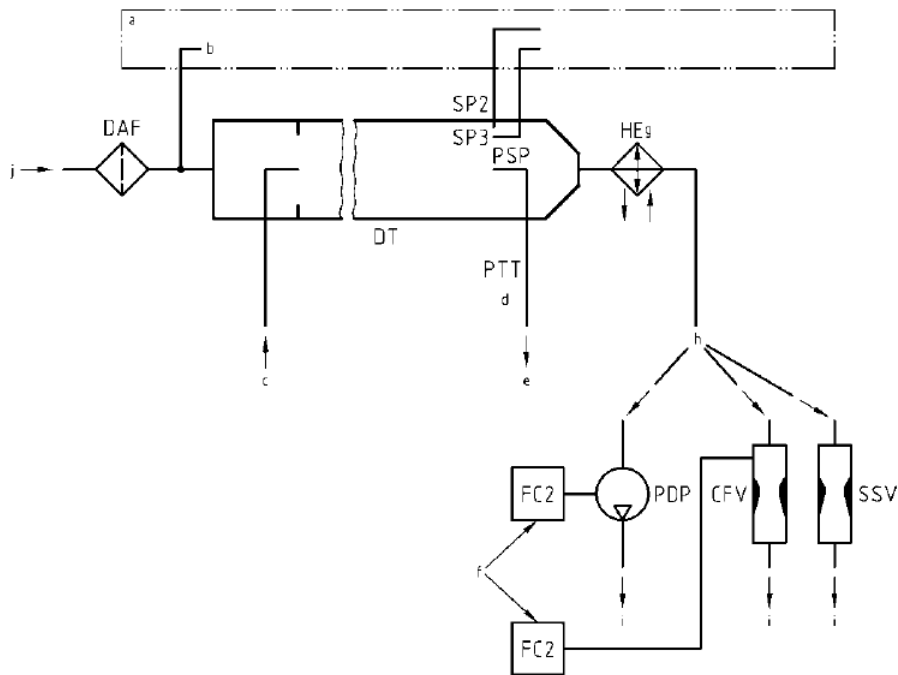 a
b
SP2
DAF
SP3
HEg
PSP
j
DT
PTT
d
h
c
e
FC2
PDP
CFV
SSV
f
i
i
i
FC2